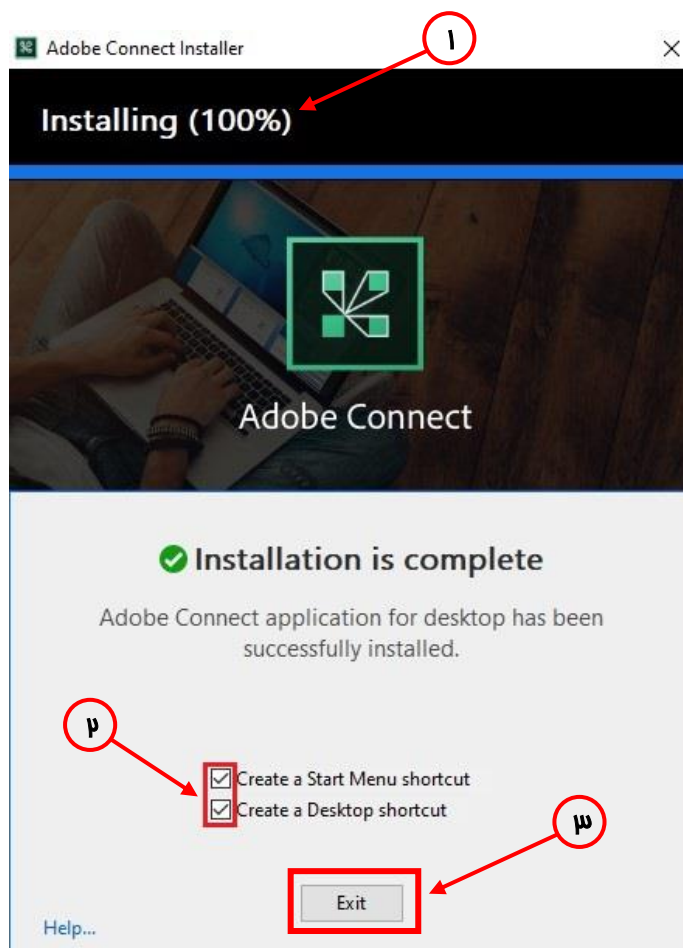 Adobe Connect Installer
۱
Installing (100%)
Adobe Connect
Installation is complete
Adobe Connect application for desktop has been
successfully installed.
۲
Create a Start Menu shortcut
Create a Desktop shortcut
۳
Exit
Help...